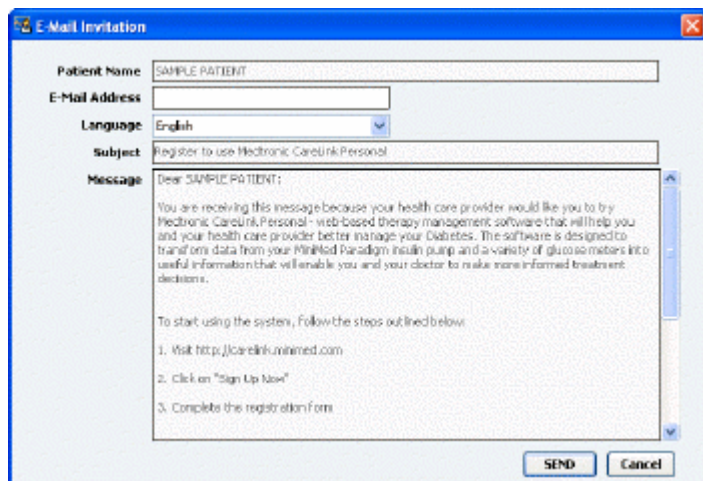 E-Mail Invitation
Patient Name SAMPLE PATIENT
E-Mail Address
Language English
Subject Register to use Medtronic CareLink Personal
Message Dear SAMPLE PATIENT:
You are receiving this message because your health care provider would like you to try
Medtronic CareLink Personal - web-based therapy management software that will help you
and your health care provider better manage your Diabetes. The software is designed to
transform data from your MiniMed Paradigm insulin pump and a variety of glucose meters into
useful information that will enable you and your doctor to make more informed treatment
decisions.
To start using the system, follow the steps outlined below:
1. Visit http://carelink.minimed.com
2. Click on "Sign Up Now"
3. Complete the registration form
SEND Cancel